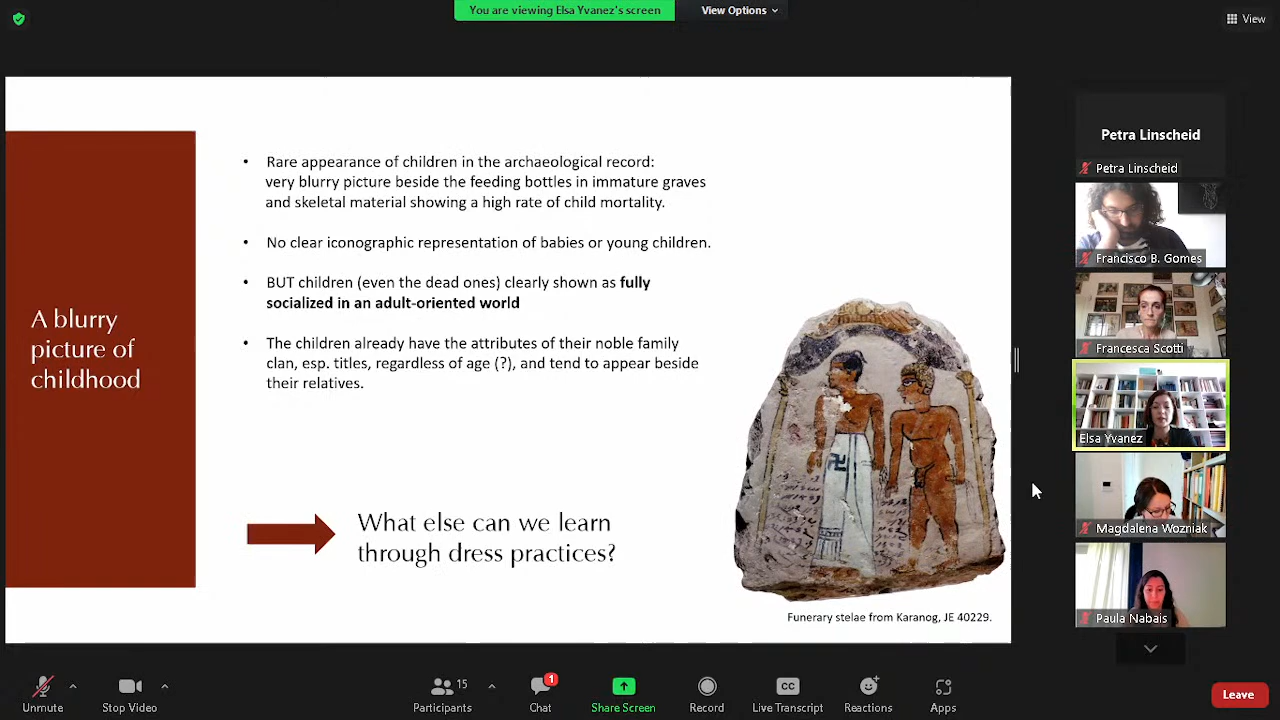 You are viewing Elsa Yvanez's screen
View Options
View
A blurry
picture of
childhood
• Rare appearance of children in the archaeological record:
very blurry picture beside the feeding bottles in immature graves
and skeletal material showing a high rate of child mortality.
• No clear iconographic representation of babies or young children.
• BUT children (even the dead ones) clearly shown as fully
socialized in an adult-oriented world
• The children already have the attributes of their noble family
clan, esp. titles, regardless of age (?), and tend to appear beside
their relatives.
What else can we learn
through dress practices?
Funerary stelae from Karanog, JE 40229.
Petra Linscheid
Petra Linscheid
Francisco B. Gomes
Francesca Scotti
Elsa Yvanez
Magdalena Wozniak
Paula Nabais
Unmute
Stop Video
15
Participants
1
Chat
Share Screen
Record
CC
Live Transcript
Reactions
Apps
Leave